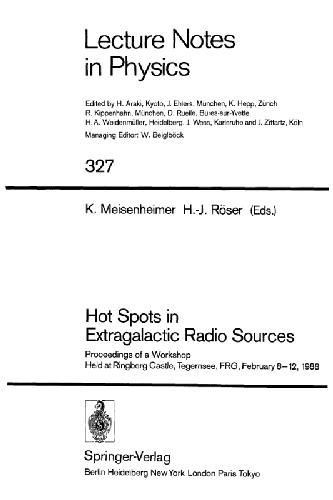 Lecture Notes
in Physics
Edited by H. Araki, Kyoto, J. Ehlers, München, K. Hepp, Zürich
R. Kippenhahn, München, D. Ruelle, Bures-sur-Yvette
H. A. Weidenmüller, Heidelberg, J. Wess, Karlsruhe and J. Zittartz, Köln
Managing Editor: W. Beiglböck
327
K. Meisenheimer H.-J. Röser (Eds.)
Hot Spots in
Extragalactic Radio Sources
Proceedings of a Workshop
Held at Ringberg Castle, Tegernsee, FRG, February 8–12, 1988
Springer-Verlag
Berlin Heidelberg New York London Paris Tokyo